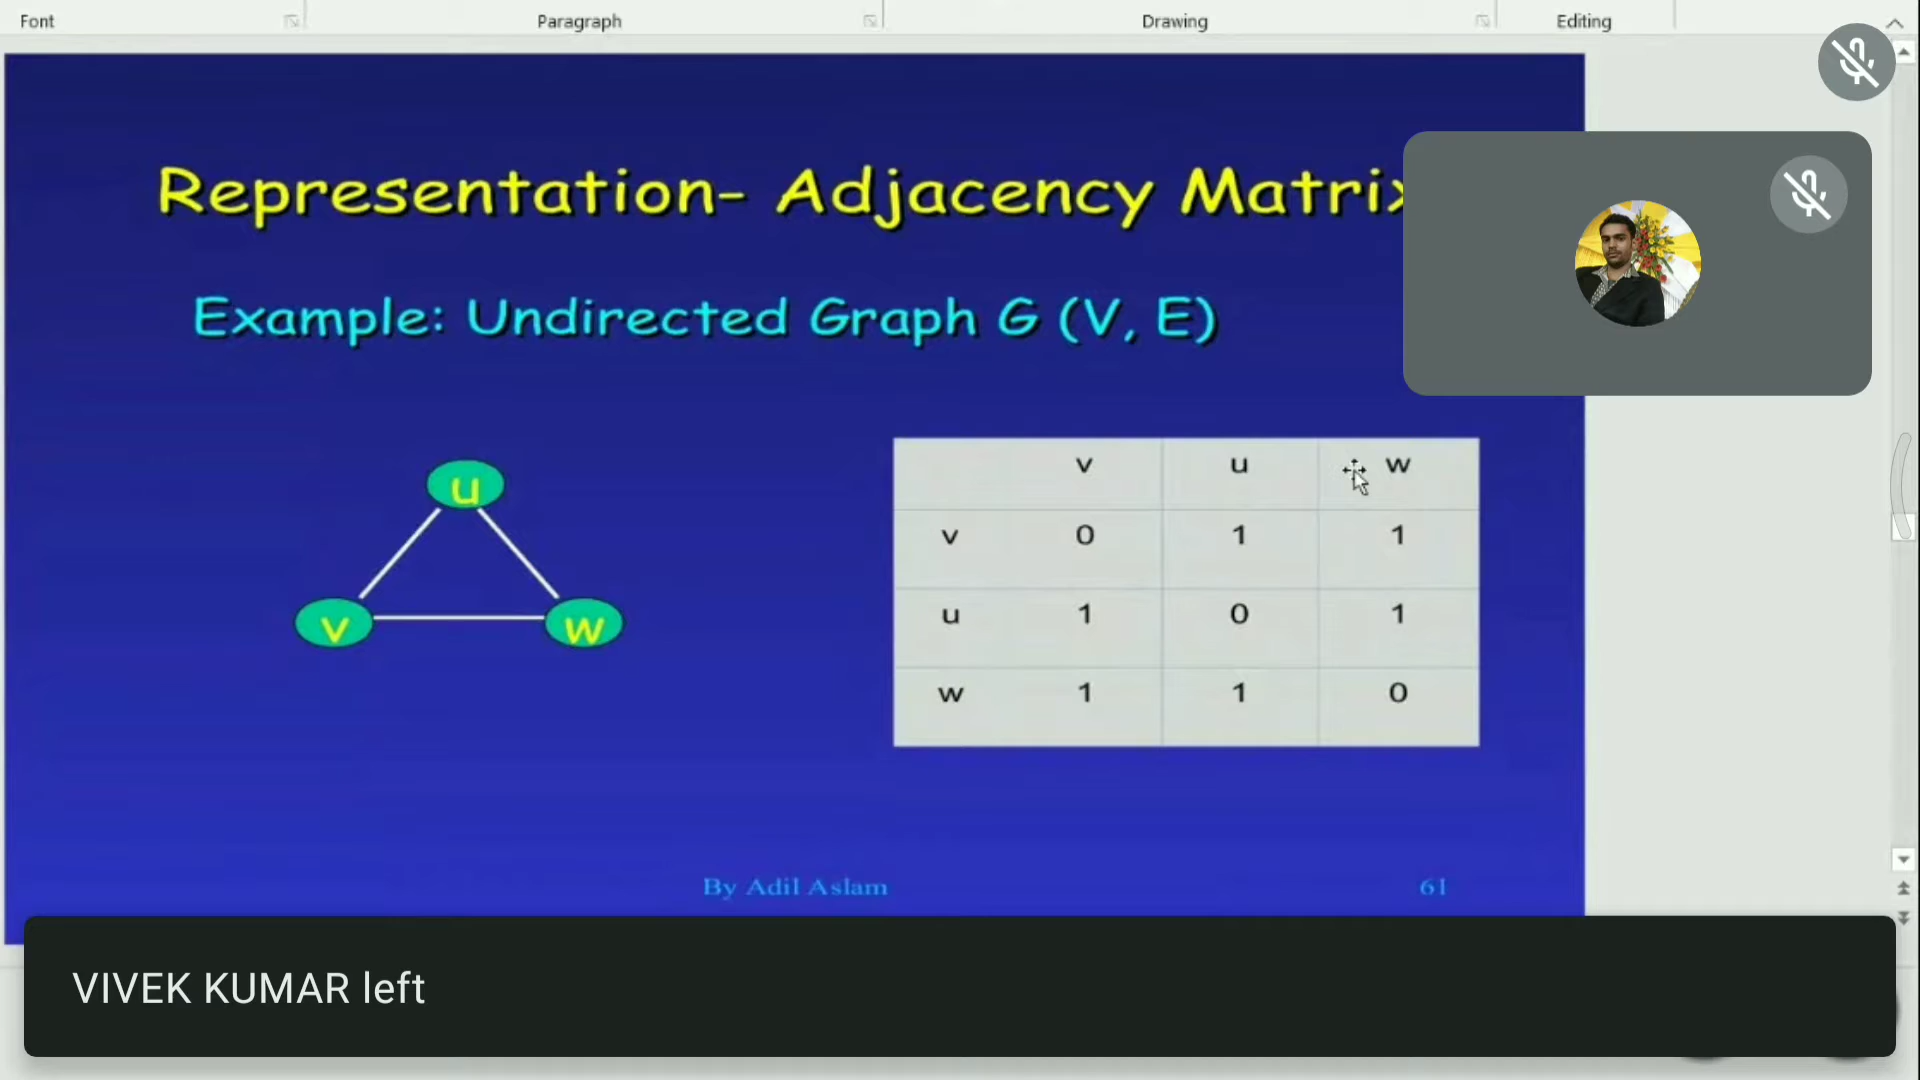 Font Paragraph Drawing Editing
Representation- Adjacency Matrix
Example: Undirected Graph G (V, E)
u
v w
v u w
v 0 1 1
u 1 0 1
w 1 1 0
By Adil Aslam 61
VIVEK KUMAR left